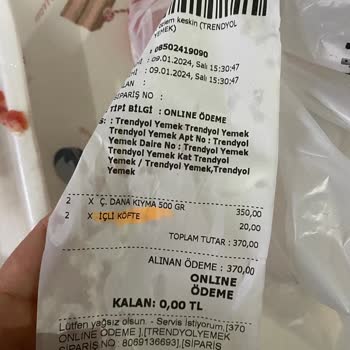 keskin (TRENDYOL
YEMEK)
: 08502419090
: 09.01.2024, Salı 15:30:47
: 09.01.2024, Salı 15:30:47
SİPARİŞ NO :
TİPİ BİLGİ : ONLINE ÖDEME
S: : Trendyol Yemek Trendyol Yemek
Trendyol Yemek Apt No : Trendyol
Yemek Daire No : Trendyol Yemek
Trendyol Yemek Kat Trendyol
Yemek / Trendyol Yemek,Trendyol
Yemek
2 X Ç. DANA KIYMA 500 GR 350,00
2 X İÇLİ KÖFTE 20,00
TOPLAM TUTAR : 370,00
ALINAN ÖDEME : 370,00
ONLINE
ÖDEME
KALAN: 0,00 TL
Lütfen yağsız olsun - Servis istiyorum,[370
ONLINE ÖDEME ],[TRENDYOLYEMEK
SİPARİŞ NO : 8069136693],[SİPARİŞ